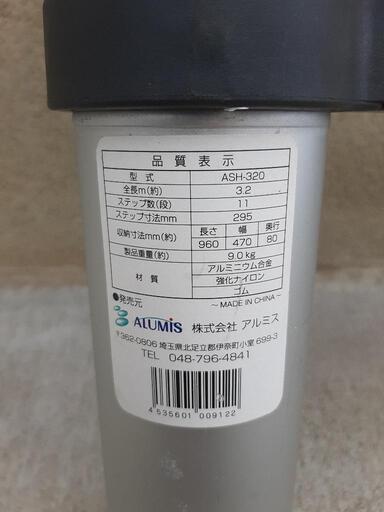 品質表示
型式 ASH-320
全長m(約) 3.2
ステップ数(段) 11
ステップ寸法mm 295
収納寸法mm(約) 長さ 幅 奥行
960 470 80
製品重量(約) 9.0kg
材質 アルミニウム合金
強化ナイロン
ゴム
●発売元 ～MADE IN CHINA～
ALUMIS 株式会社 アルミス
〒362-0806 埼玉県北足立郡伊奈町小室 699-3
TEL 048-796-4841
4 535601 009122